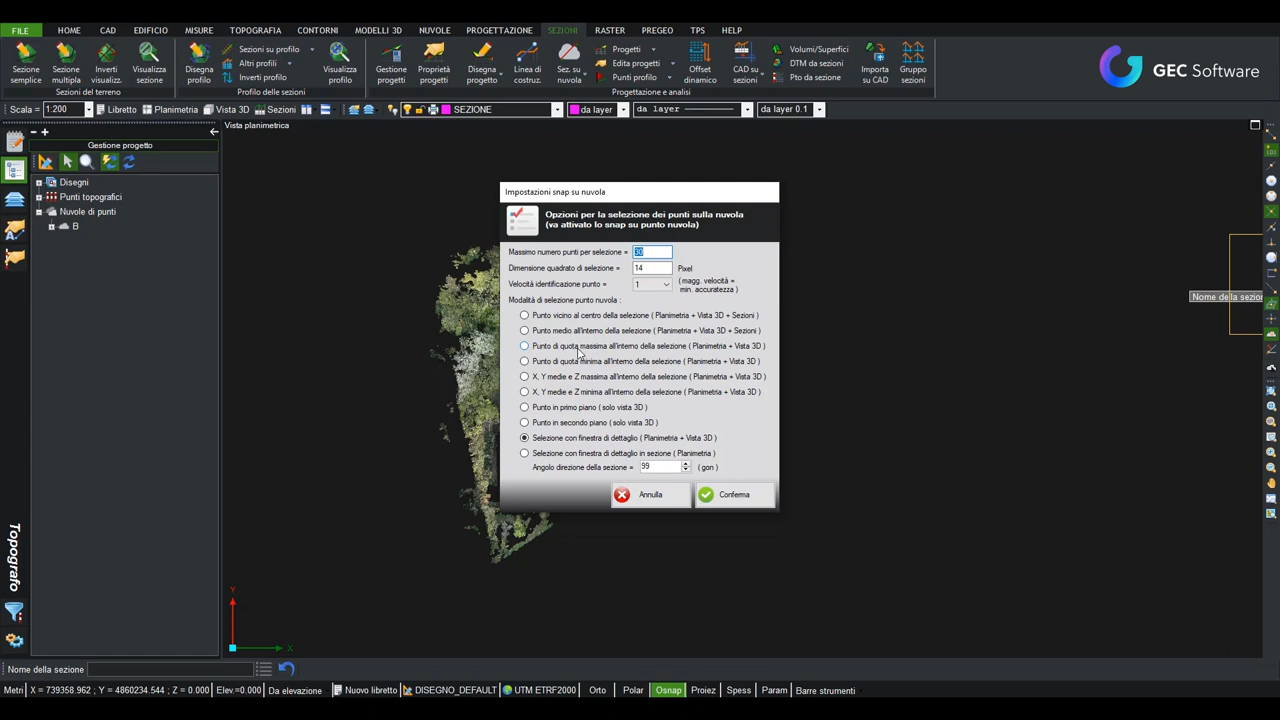 FILE HOME CAD EDIFICIO MISURE TOPOGRAFIA CONTORNI MODELLI 3D NUVOLE PROGETTAZIONE SEZIONI RASTER PREGEO TPS HELP
Sezione semplice
Sezione multipla
Inverti visualiz.
Visualizza sezione
Sezioni del terreno
Disegna profilo
Sezioni su profilo
Altri profili
Inverti profilo
Visualizza profilo
Profilo delle sezioni
Gestione progetti
Proprietà progetti
Disegna progetto
Linea di costruz.
Sez. su nuvola
Progetti
Edita progetti
Punti profilo
Offset dinamico
CAD su sezioni
Volumi/Superfici
DTM da sezioni
Pto da sezione
Importa su CAD
Gruppo sezioni
Progettazione e analisi
GEC Software
Scala = 1:200 Libretto Planimetria Vista 3D Sezioni SEZIONE da layer da layer da layer 0.1
Vista planimetrica
Gestione progetto
Disegni
Punti topografici
Nuvole di punti
B
Impostazioni snap su nuvola
Opzioni per la selezione dei punti sulla nuvola
(va attivato lo snap su punto nuvola)
Massimo numero punti per selezione = 30
Dimensione quadrato di selezione = 14 Pixel
Velocità identificazione punto = 1 ( magg. velocità =
min. accuratezza )
Modalità di selezione punto nuvola :
Punto vicino al centro della selezione ( Planimetria + Vista 3D + Sezioni )
Punto medio all'interno della selezione ( Planimetria + Vista 3D + Sezioni )
Punto di quota massima all'interno della selezione ( Planimetria + Vista 3D )
Punto di quota minima all'interno della selezione ( Planimetria + Vista 3D )
X, Y medie e Z massima all'interno della selezione ( Planimetria + Vista 3D )
X, Y medie e Z minima all'interno della selezione ( Planimetria + Vista 3D )
Punto in primo piano ( solo vista 3D )
Punto in secondo piano ( solo vista 3D )
Selezione con finestra di dettaglio ( Planimetria + Vista 3D )
Selezione con finestra di dettaglio in sezione ( Planimetria )
Angolo direzione della sezione = 99 ( gon )
Annulla Conferma
Nome della sezion
Topografo
Y
X
Nome della sezione
Metri X = 739358.962 ; Y = 4860234.544 ; Z = 0.000 Elev.=0.000 Da elevazione Nuovo libretto DISEGNO_DEFAULT UTM ETRF2000 Orto Polar Osnap Proiez Spess Param Barre strumenti